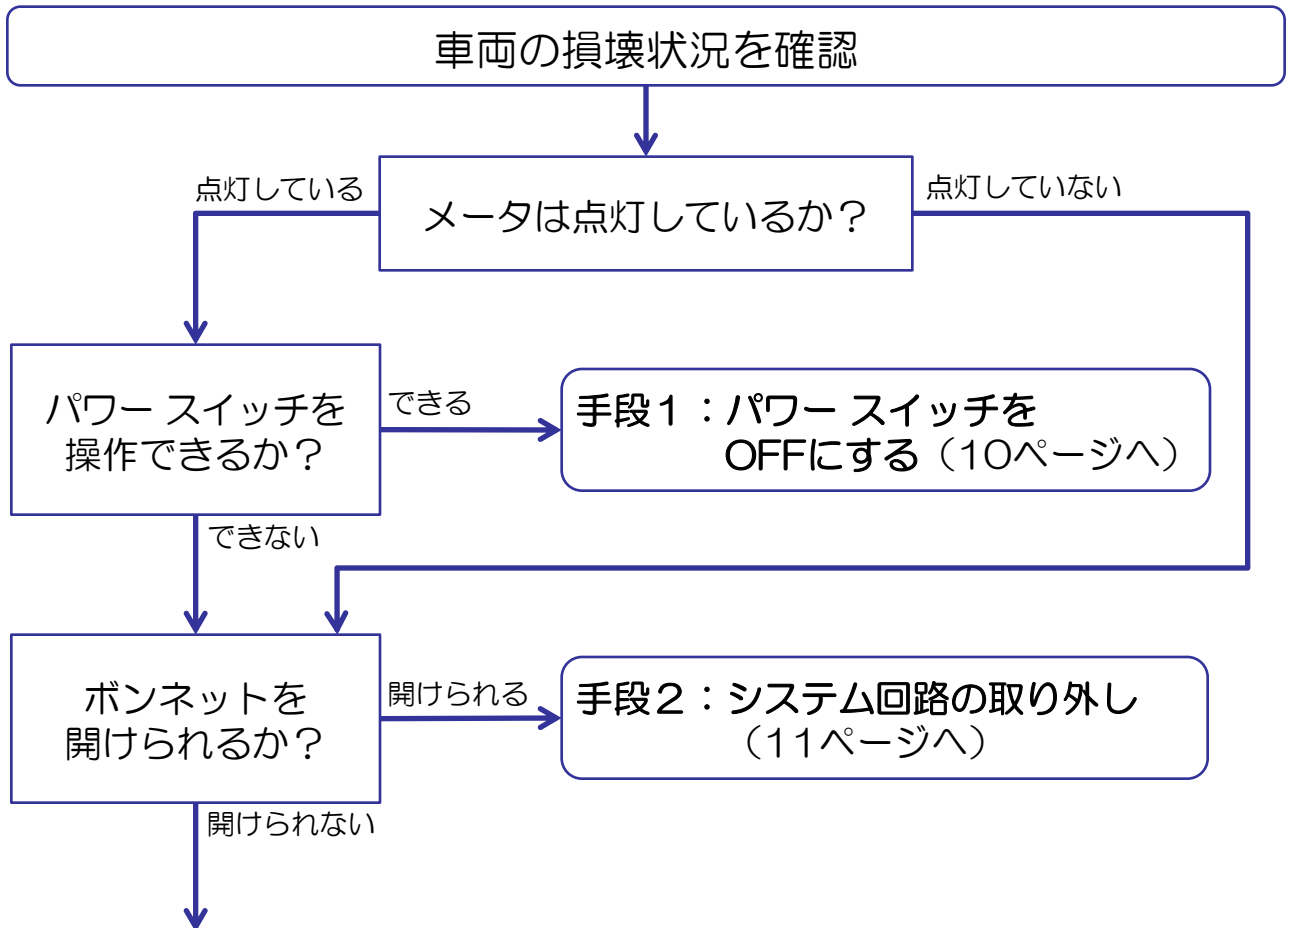 車両の損壊状況を確認
点灯している
メータは点灯しているか？
点灯していない
パワー スイッチを
操作できるか？
できる
手段１：パワー スイッチを
OFFにする（10ページへ）
できない
ボンネットを
開けられるか？
開けられる
手段２：システム回路の取り外し
（11ページへ）
開けられない